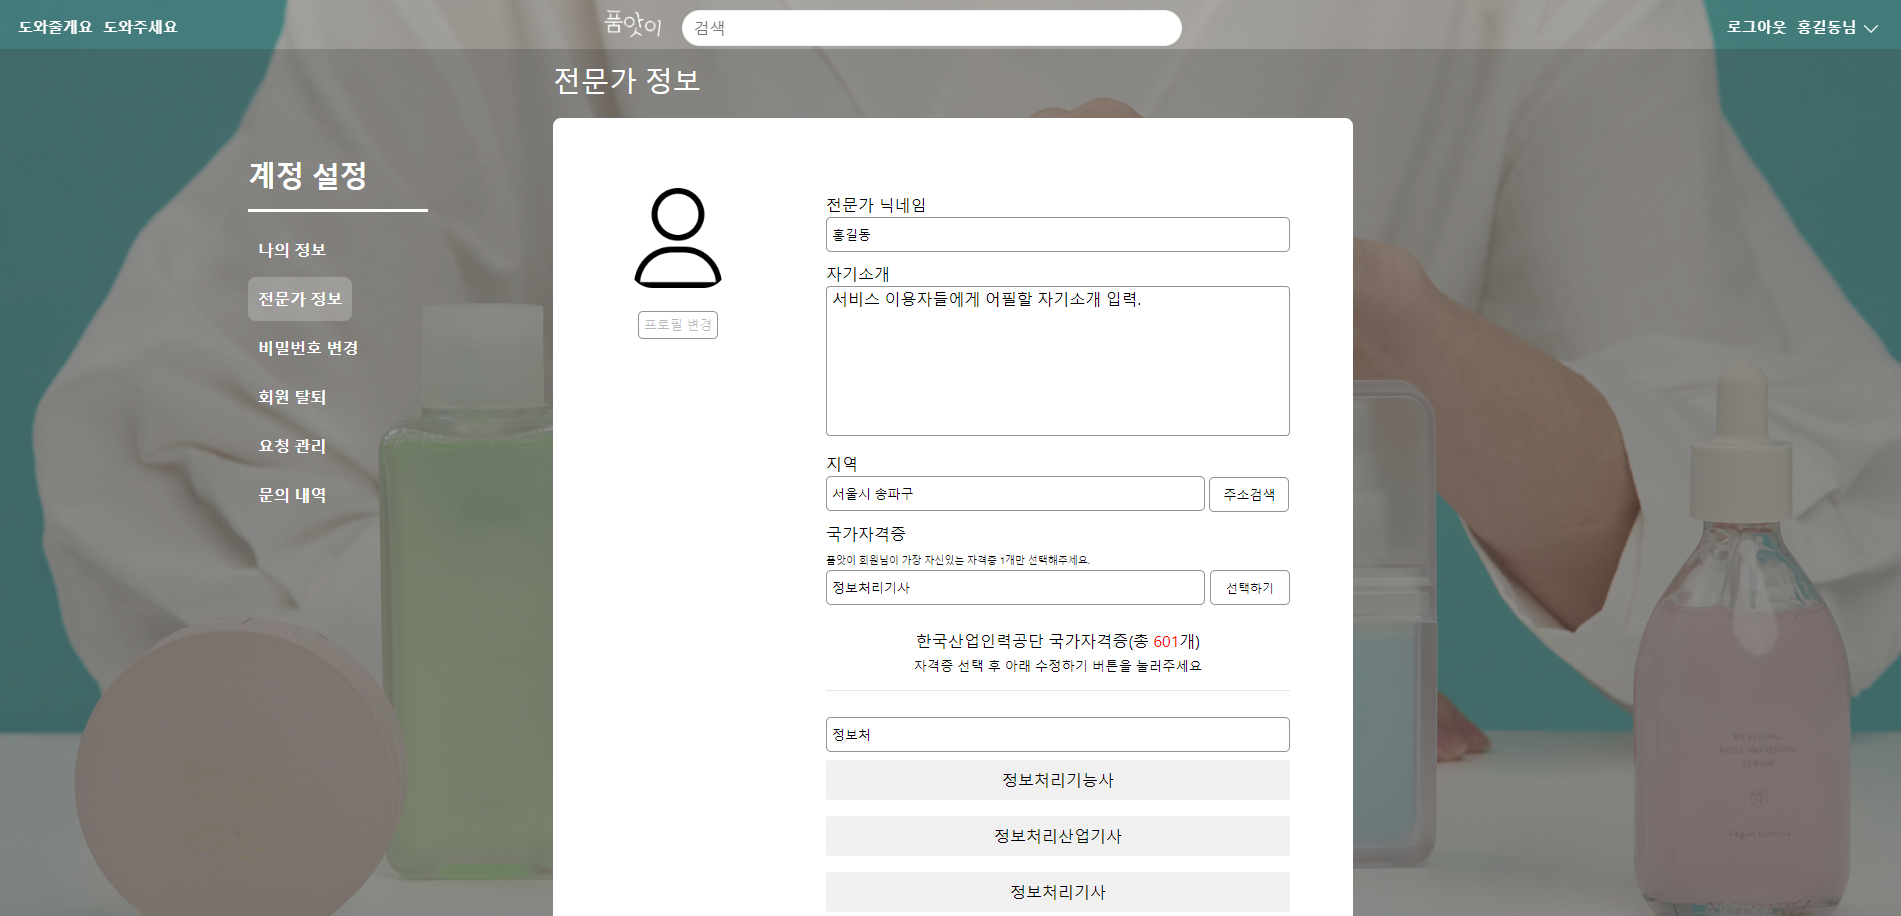 도와줄게요 도와주세요
품앗이
검색
로그아웃 홍길동님
전문가 정보
계정 설정
나의 정보
전문가 정보
비밀번호 변경
회원 탈퇴
요청 관리
문의 내역
프로필 변경
전문가 닉네임
홍길동
자기소개
서비스 이용자들에게 어필할 자기소개 입력.
지역
서울시 송파구
주소검색
국가자격증
품앗이 회원님이 가장 자신있는 자격증 1개만 선택해주세요.
정보처리기사
선택하기
한국산업인력공단 국가자격증(총 601개)
자격증 선택 후 아래 수정하기 버튼을 눌러주세요
정보처
정보처리기능사
정보처리산업기사
정보처리기사
REVIVING
ROSE INFUSION
SERUM
Vegan formula